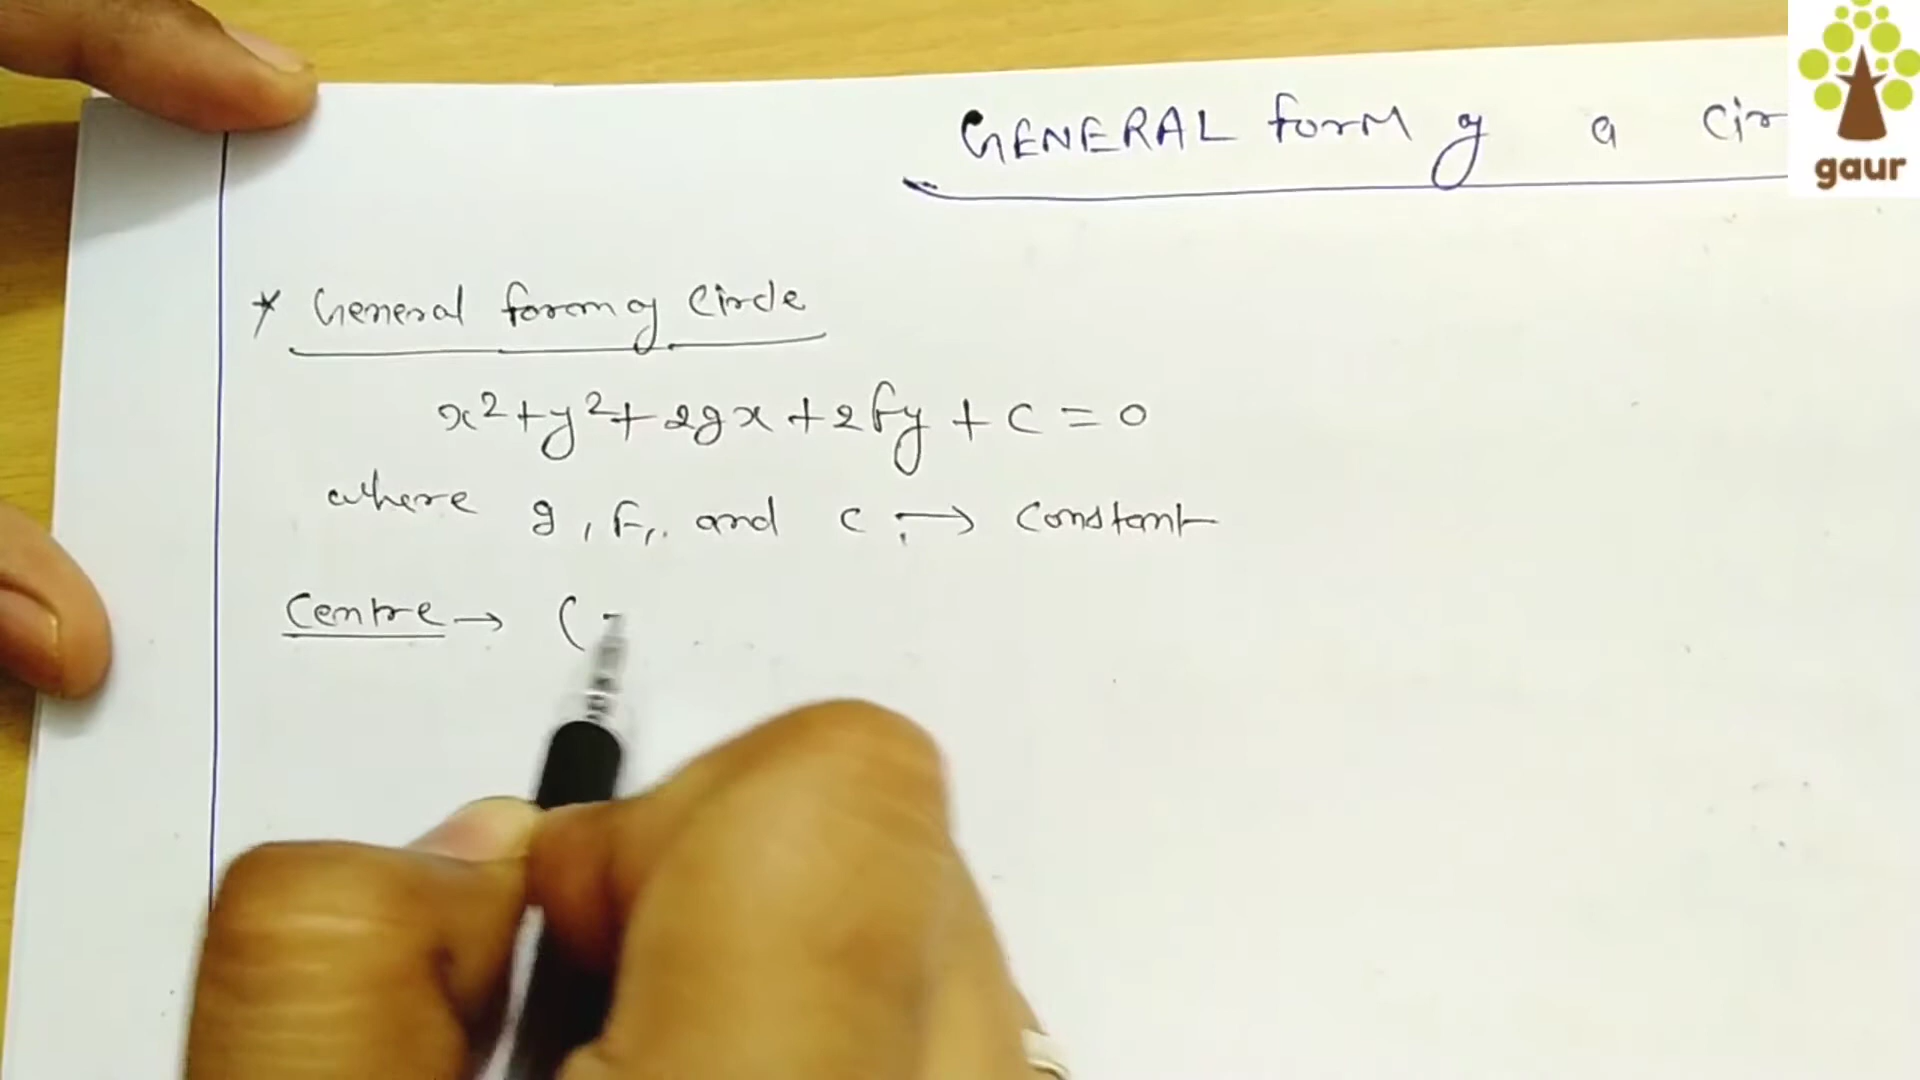 GENERAL form of a Cir
gaur
* General form of Circle
x²+y²+2gx+2fy+c=0
where g, f, and c → constant
Centre → (-